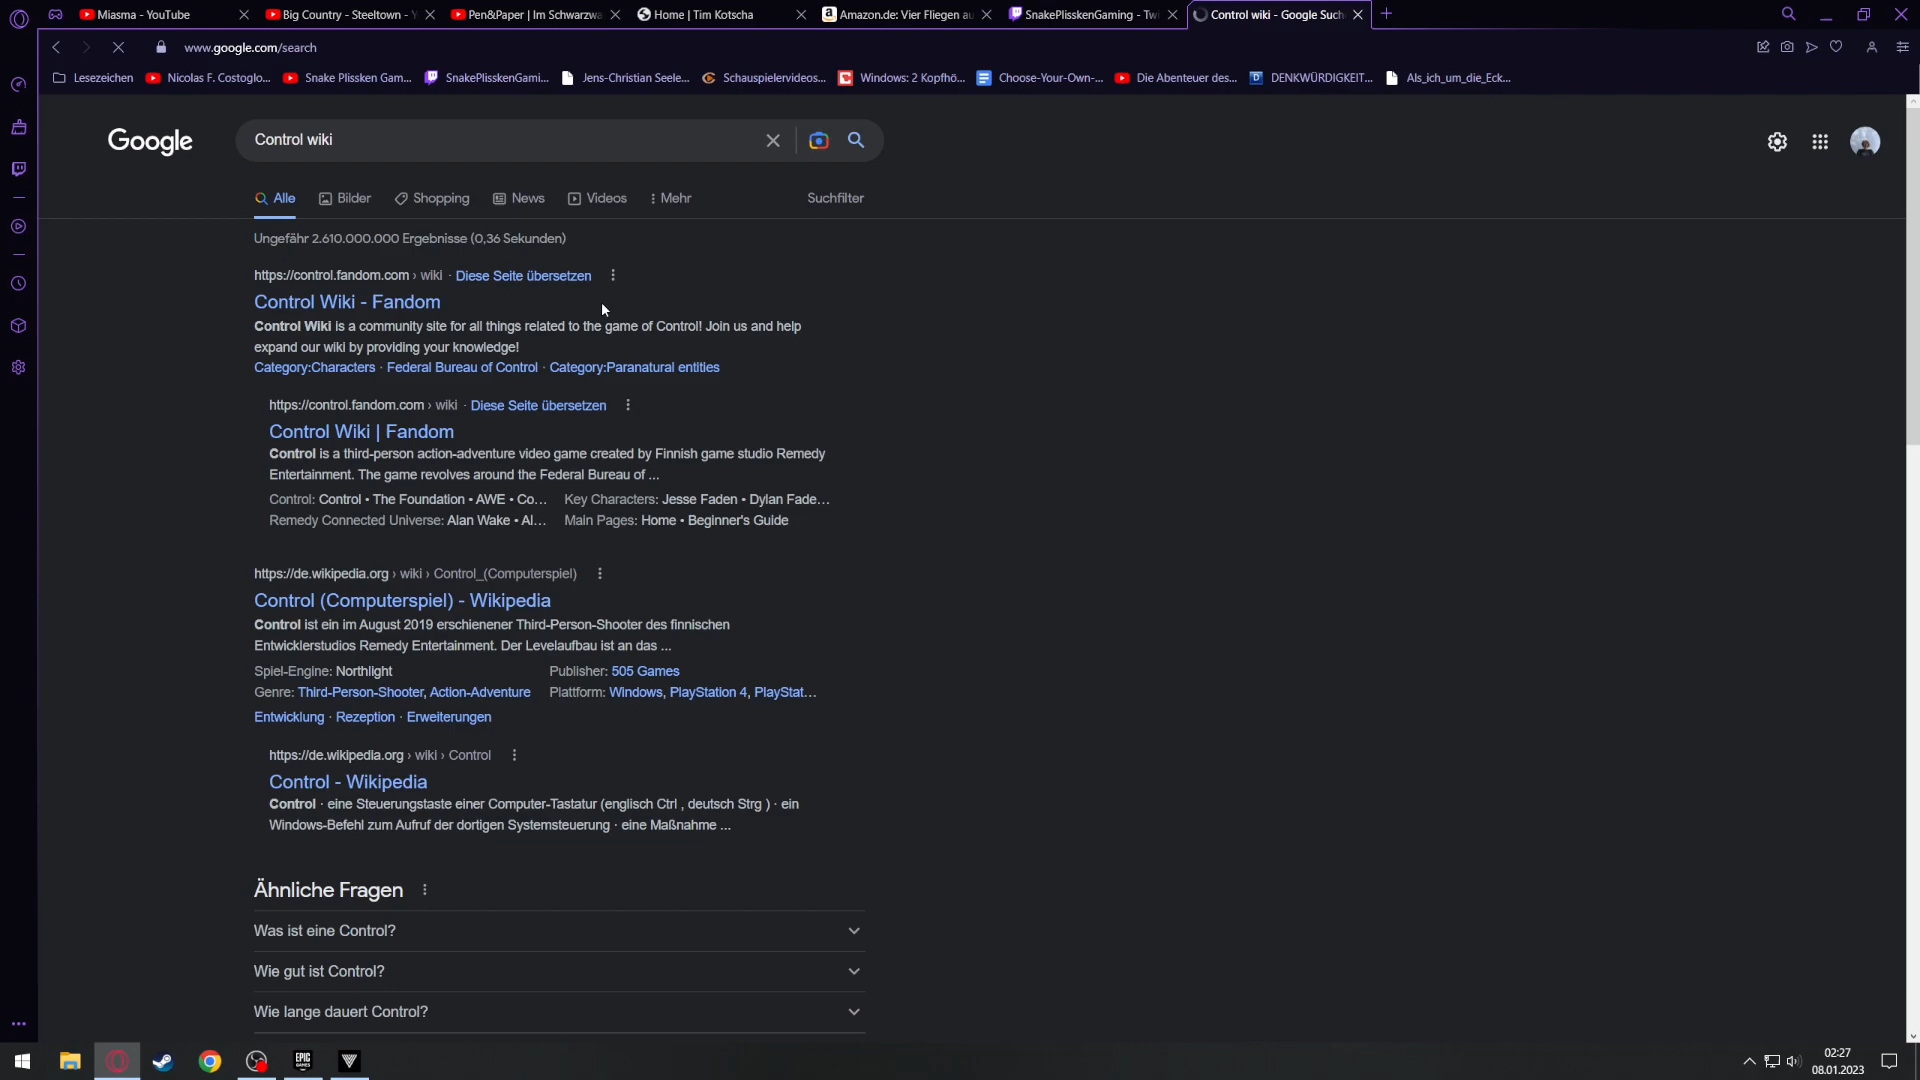 Miasma - YouTube
Big Country - Steeltown - Y
Pen&Paper | Im Schwarzwa
Home | Tim Kotscha
Amazon.de: Vier Fliegen au
SnakePlisskenGaming - Twi
Control wiki - Google Such
www.google.com/search
Lesezeichen
Nicolas F. Costoglo...
Snake Plissken Gam...
SnakePlisskenGami...
Jens-Christian Seele...
Schauspielervideos...
Windows: 2 Kopfhö...
Choose-Your-Own-...
Die Abenteuer des...
DENKWÜRDIGKEIT...
Als_ich_um_die_Eck...
Google
Control wiki
Alle
Bilder
Shopping
News
Videos
Mehr
Suchfilter
Ungefähr 2.610.000.000 Ergebnisse (0,36 Sekunden)
https://control.fandom.com › wiki · Diese Seite übersetzen
Control Wiki - Fandom
Control Wiki is a community site for all things related to the game of Control! Join us and help
expand our wiki by providing your knowledge!
Category:Characters · Federal Bureau of Control · Category:Paranatural entities
https://control.fandom.com › wiki · Diese Seite übersetzen
Control Wiki | Fandom
Control is a third-person action-adventure video game created by Finnish game studio Remedy
Entertainment. The game revolves around the Federal Bureau of ...
Control: Control • The Foundation • AWE • Co... Key Characters: Jesse Faden • Dylan Fade...
Remedy Connected Universe: Alan Wake • Al... Main Pages: Home • Beginner's Guide
https://de.wikipedia.org › wiki › Control_(Computerspiel)
Control (Computerspiel) - Wikipedia
Control ist ein im August 2019 erschienener Third-Person-Shooter des finnischen
Entwicklerstudios Remedy Entertainment. Der Levelaufbau ist an das ...
Spiel-Engine: Northlight Publisher: 505 Games
Genre: Third-Person-Shooter, Action-Adventure Plattform: Windows, PlayStation 4, PlayStat...
Entwicklung · Rezeption · Erweiterungen
https://de.wikipedia.org › wiki › Control
Control - Wikipedia
Control · eine Steuerungstaste einer Computer-Tastatur (englisch Ctrl , deutsch Strg ) · ein
Windows-Befehl zum Aufruf der dortigen Systemsteuerung · eine Maßnahme ...
Ähnliche Fragen
Was ist eine Control?
Wie gut ist Control?
Wie lange dauert Control?
EPIC
GAMES
02:27
08.01.2023